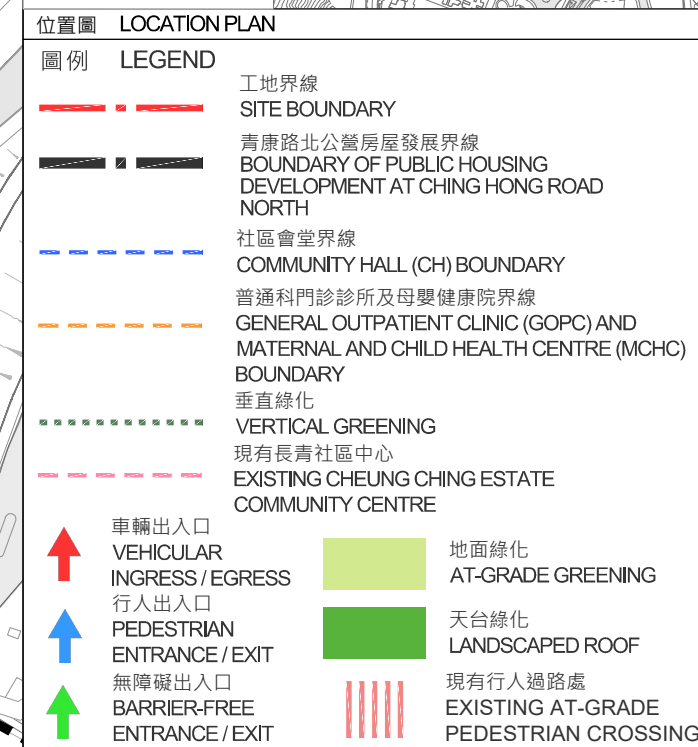 位置圖 LOCATION PLAN
圖例 LEGEND
工地界線
SITE BOUNDARY
青康路北公營房屋發展界線
BOUNDARY OF PUBLIC HOUSING
DEVELOPMENT AT CHING HONG ROAD
NORTH
社區會堂界線
COMMUNITY HALL (CH) BOUNDARY
普通科門診診所及母嬰健康院界線
GENERAL OUTPATIENT CLINIC (GOPC) AND
MATERNAL AND CHILD HEALTH CENTRE (MCHC)
BOUNDARY
垂直綠化
VERTICAL GREENING
現有長青社區中心
EXISTING CHEUNG CHING ESTATE
COMMUNITY CENTRE
車輛出入口
VEHICULAR
INGRESS / EGRESS
行人出入口
PEDESTRIAN
ENTRANCE / EXIT
無障礙出入口
BARRIER-FREE
ENTRANCE / EXIT
地面綠化
AT-GRADE GREENING
天台綠化
LANDSCAPED ROOF
現有行人過路處
EXISTING AT-GRADE
PEDESTRIAN CROSSING